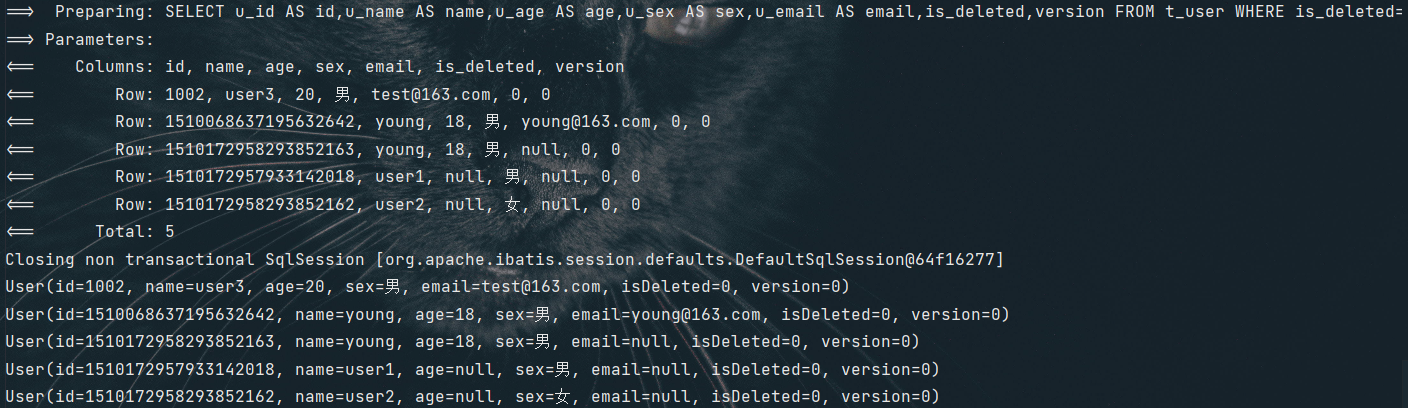 ==>  Preparing: SELECT u_id AS id,u_name AS name,u_age AS age,u_sex AS sex,u_email AS email,is_deleted,version FROM t_user WHERE is_deleted=
==> Parameters:
<==    Columns: id, name, age, sex, email, is_deleted, version
<==        Row: 1002, user3, 20, 男, test@163.com, 0, 0
<==        Row: 1510068637195632642, young, 18, 男, young@163.com, 0, 0
<==        Row: 1510172958293852163, young, 18, 男, null, 0, 0
<==        Row: 1510172957933142018, user1, null, 男, null, 0, 0
<==        Row: 1510172958293852162, user2, null, 女, null, 0, 0
<==      Total: 5
Closing non transactional SqlSession [org.apache.ibatis.session.defaults.DefaultSqlSession@64f16277]
User(id=1002, name=user3, age=20, sex=男, email=test@163.com, isDeleted=0, version=0)
User(id=1510068637195632642, name=young, age=18, sex=男, email=young@163.com, isDeleted=0, version=0)
User(id=1510172958293852163, name=young, age=18, sex=男, email=null, isDeleted=0, version=0)
User(id=1510172957933142018, name=user1, age=null, sex=男, email=null, isDeleted=0, version=0)
User(id=1510172958293852162, name=user2, age=null, sex=女, email=null, isDeleted=0, version=0)